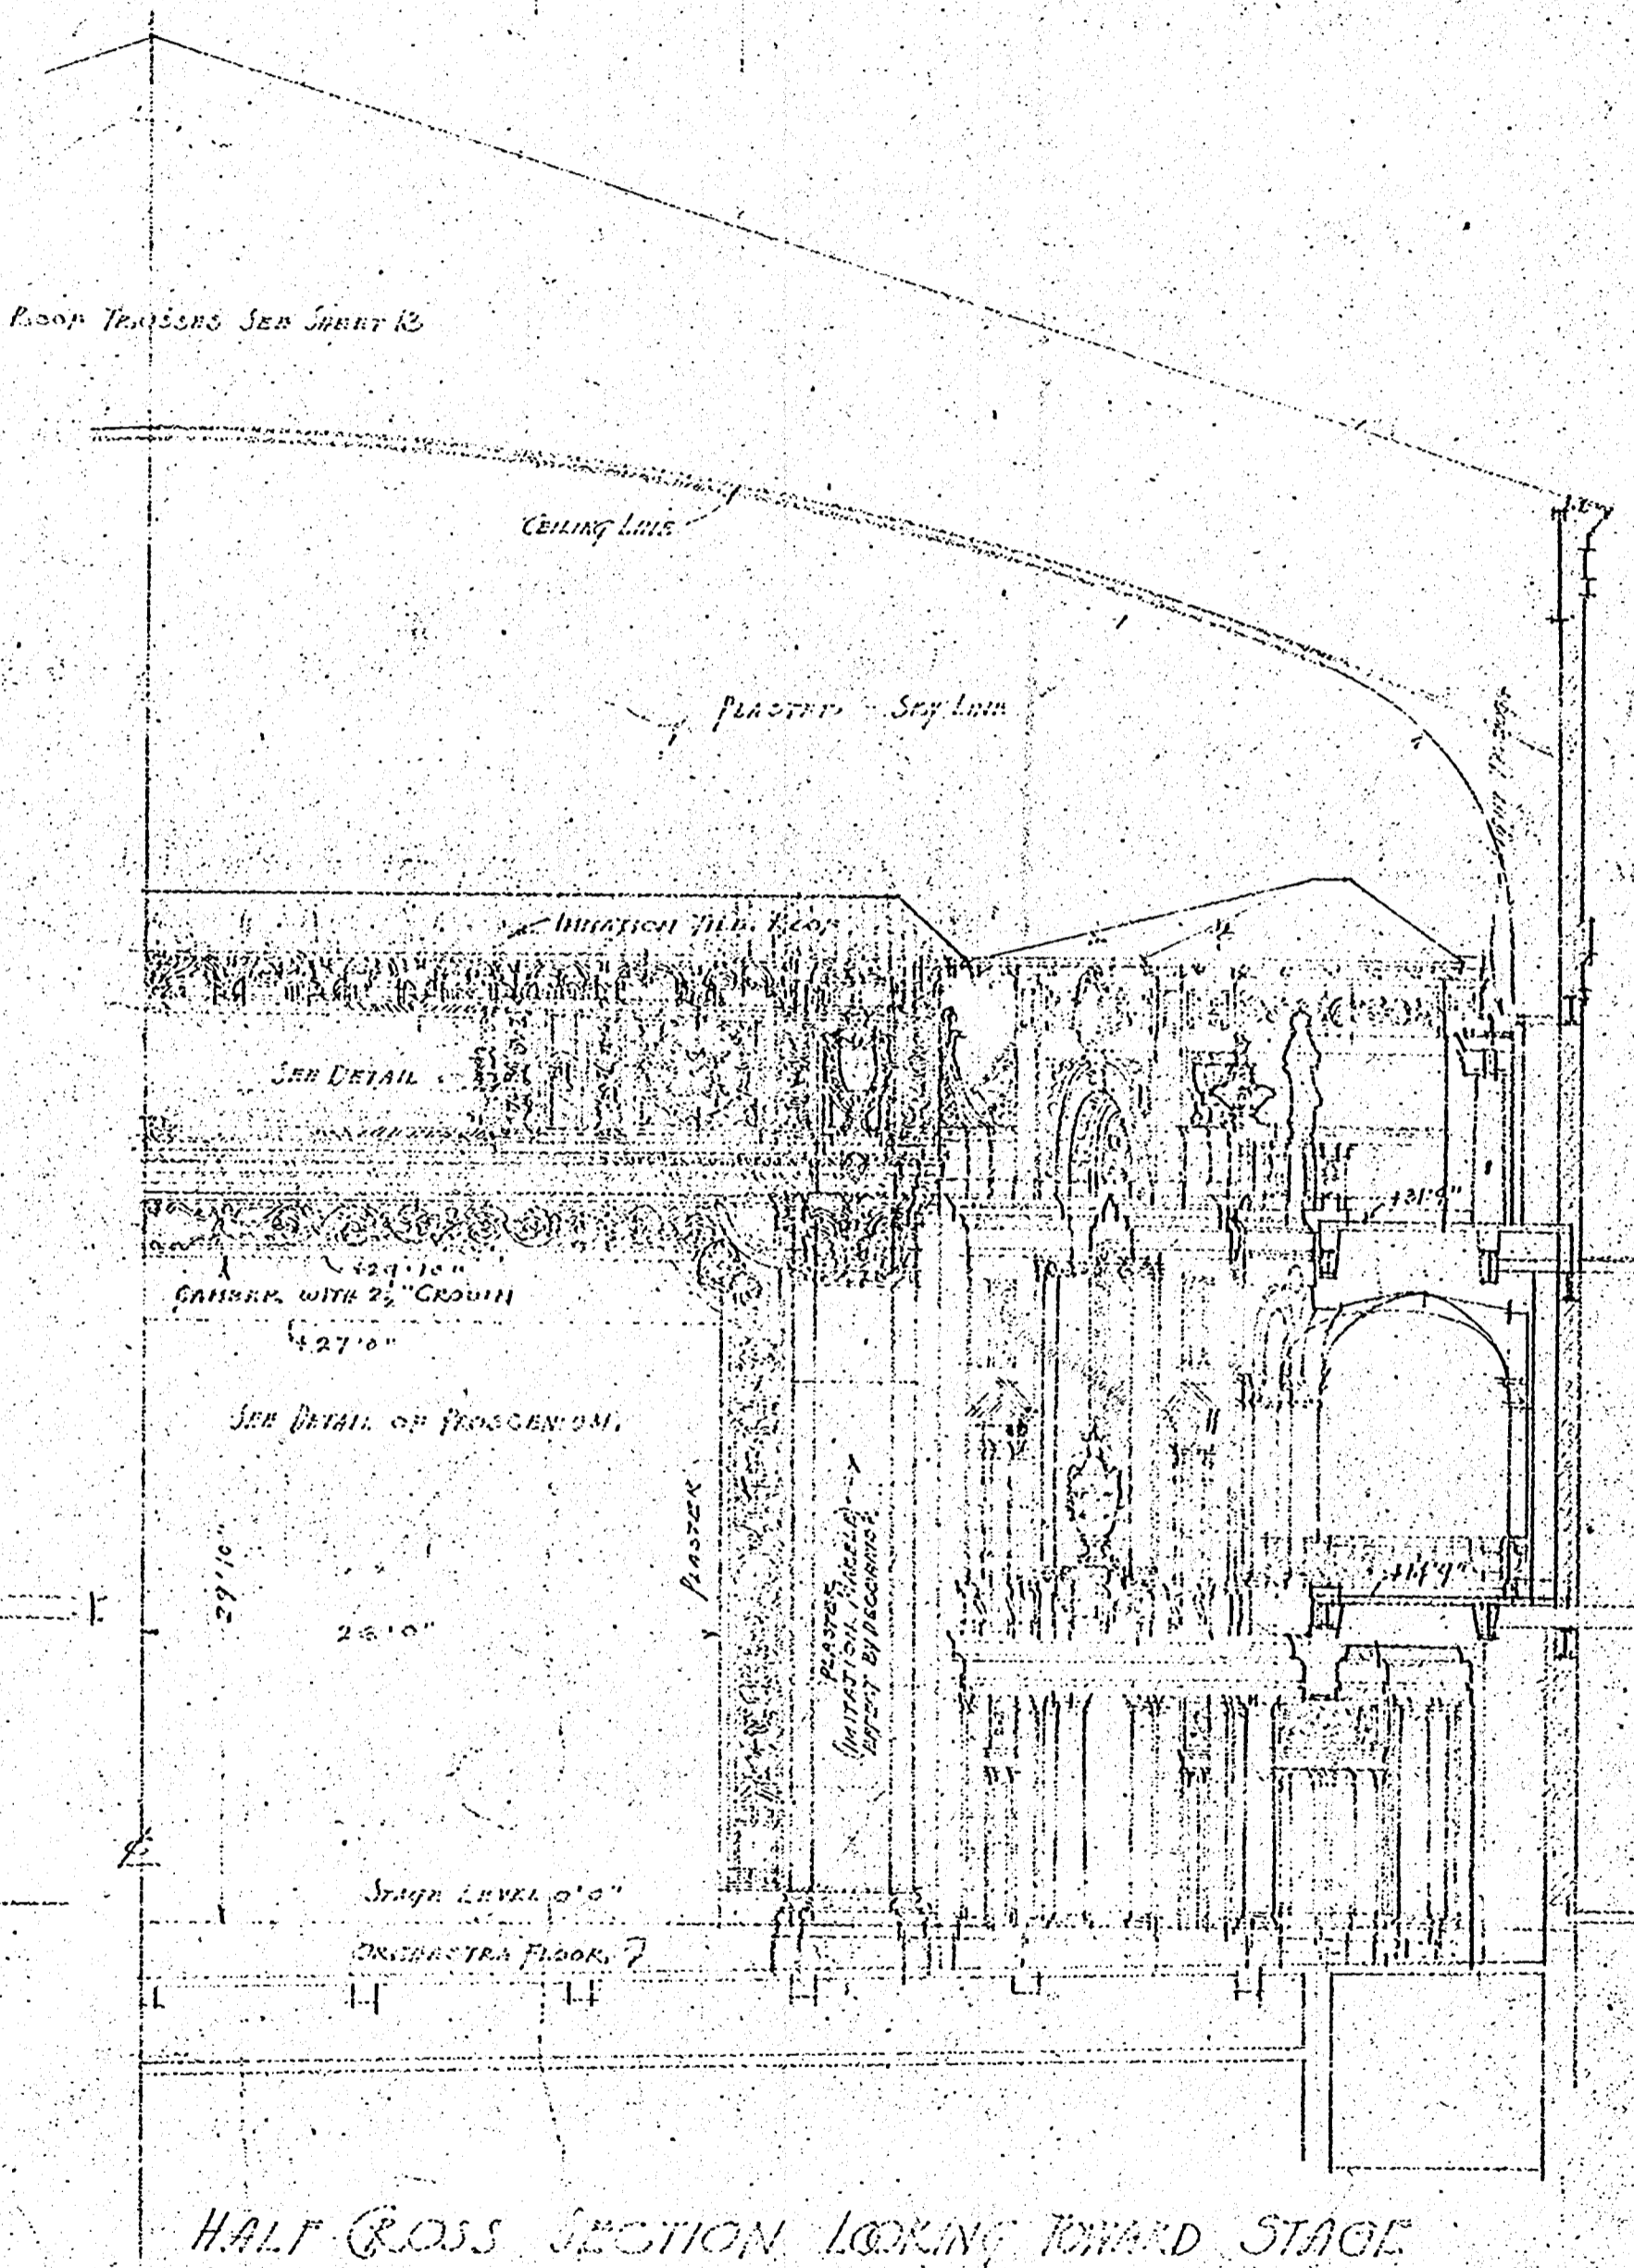 ROOF TRUSSES SEE SHEET 13
CEILING LINE
PLASTER SKY LINE
IMITATION TILE ROOF
SEE DETAIL
+31'9"
+29'10"
CAMBER WITH 2½" CROWN
+27'0"
SEE DETAIL OF PROSCENIUM.
PLASTER
PLASTER
(IMITATION MARBLE)
EFFECT BY DECORATOR
29'10"
26'0"
+14'9"
STAGE LEVEL 0'0"
ORCHESTRA FLOOR
HALF CROSS SECTION LOOKING TOWARD STAGE